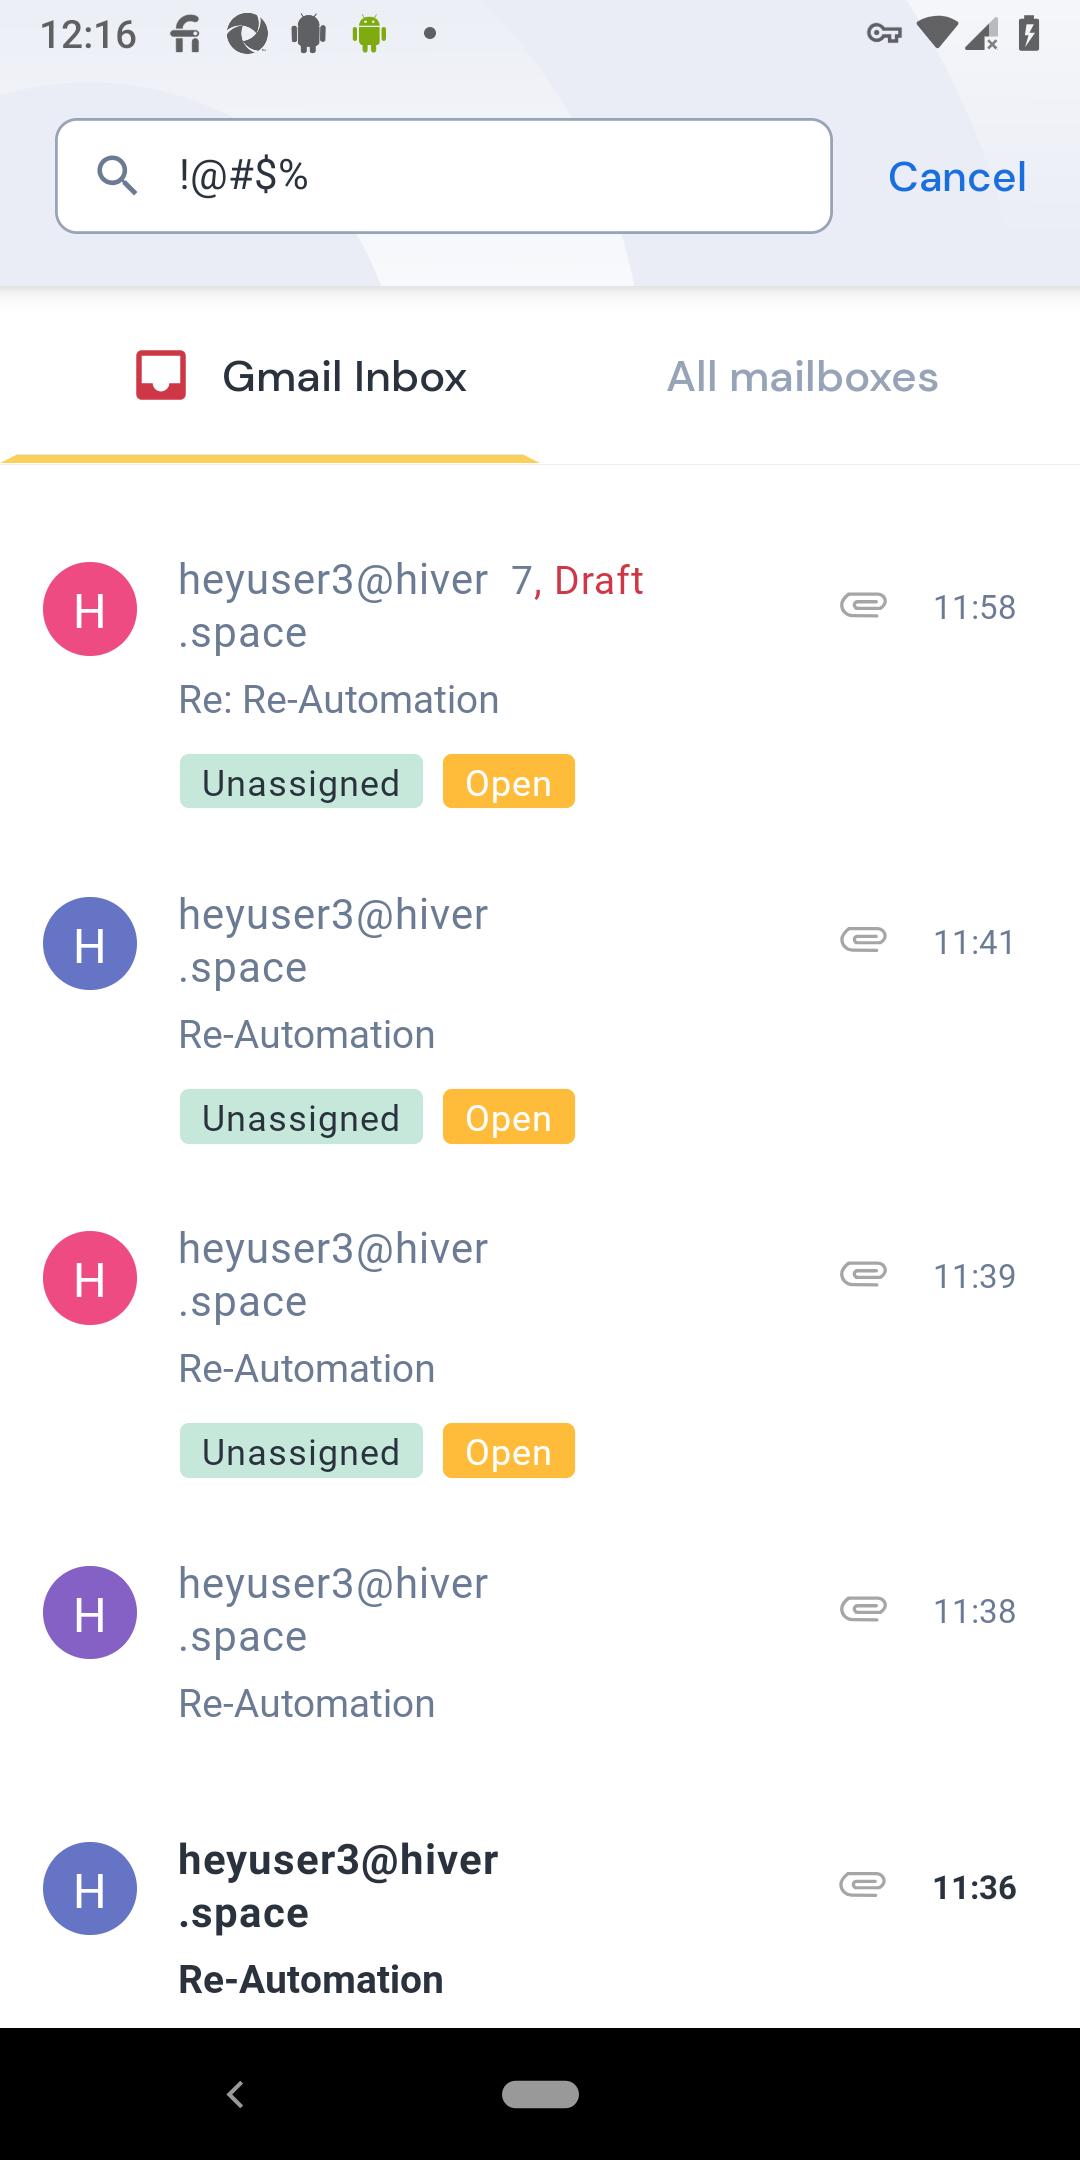 12:16
!@#$%
Cancel
Gmail Inbox
All mailboxes
H
heyuser3@hiver 7, Draft
.space
11:58
Re: Re-Automation
Unassigned Open
H
heyuser3@hiver
.space
11:41
Re-Automation
Unassigned Open
H
heyuser3@hiver
.space
11:39
Re-Automation
Unassigned Open
H
heyuser3@hiver
.space
11:38
Re-Automation
H
heyuser3@hiver
.space
11:36
Re-Automation